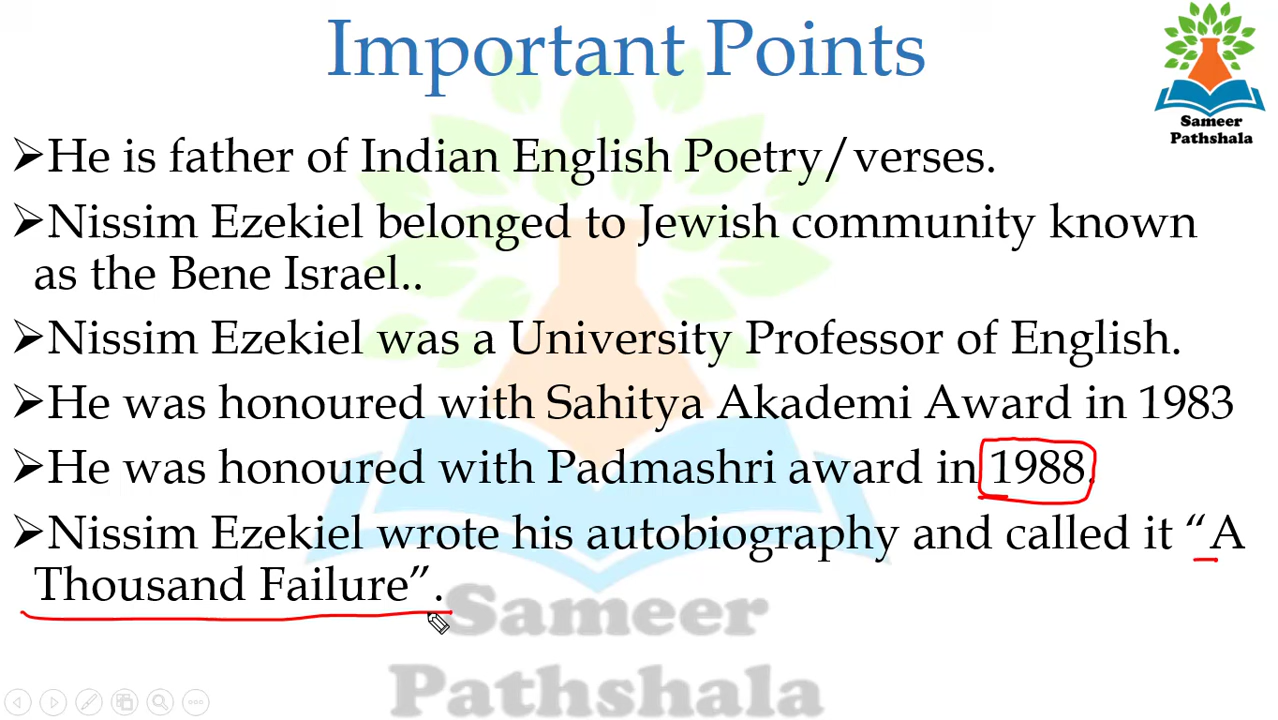 Important Points
Sameer
Pathshala
➢He is father of Indian English Poetry/verses.
➢Nissim Ezekiel belonged to Jewish community known
as the Bene Israel..
➢Nissim Ezekiel was a University Professor of English.
➢He was honoured with Sahitya Akademi Award in 1983
➢He was honoured with Padmashri award in 1988.
➢Nissim Ezekiel wrote his autobiography and called it “A
Thousand Failure”.
Sameer
Pathshala